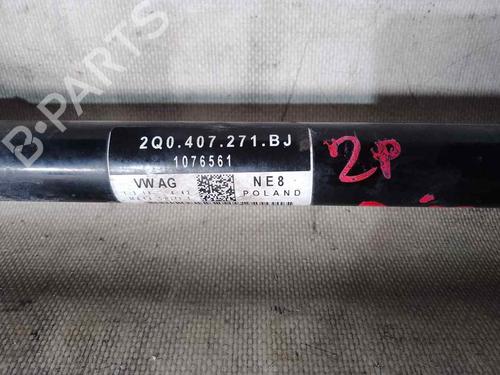 B-PARTS
2Q0.407.271.BJ
1076561
VW AG
NE8
POLAND
2P